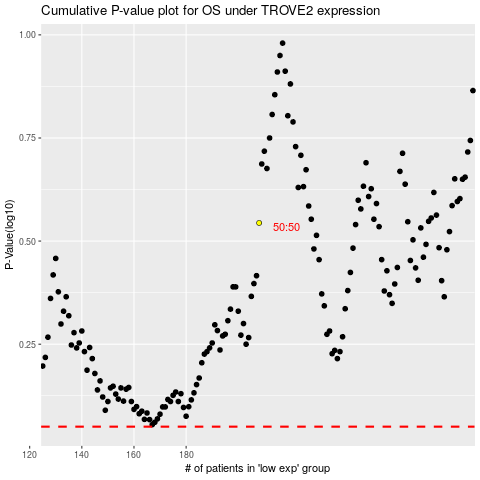 Cumulative P-value plot for OS under TROVE2 expression
P-Value(log10)
1.00
0.75
0.50
0.25
50:50
120 140 160 180
# of patients in 'low exp' group